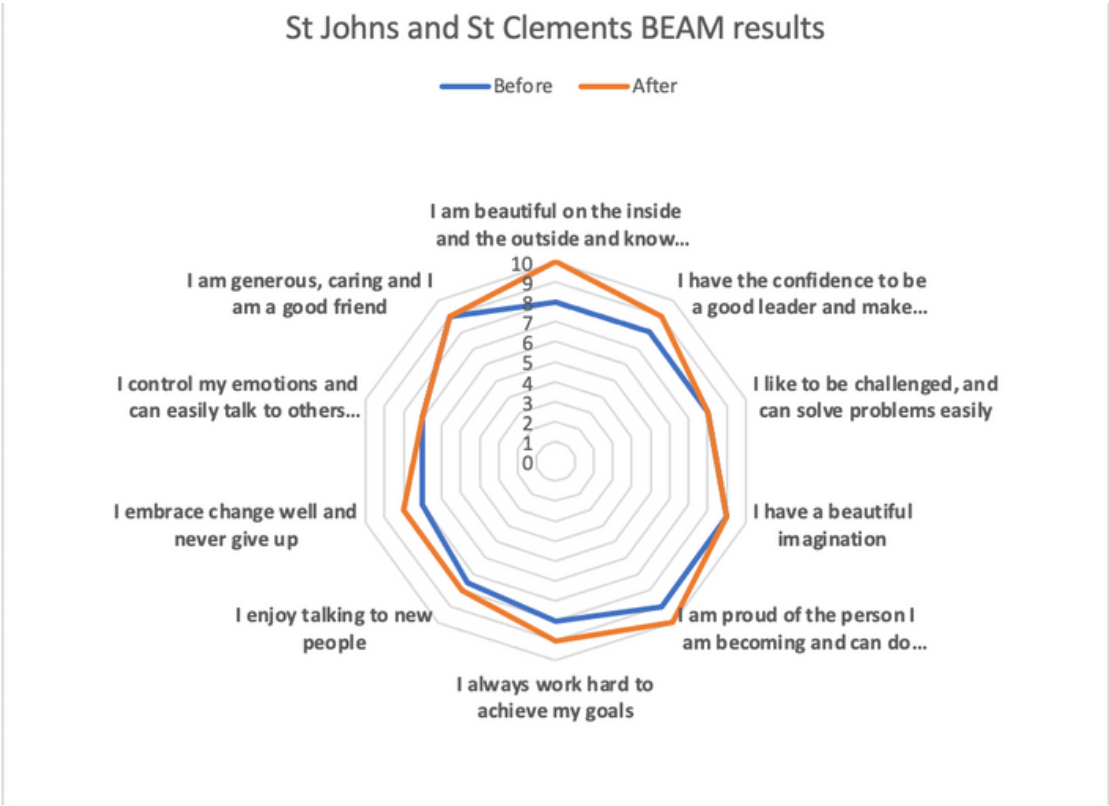 St Johns and St Clements BEAM results
Before After
I am beautiful on the inside
and the outside and know...
I have the confidence to be
a good leader and make...
I like to be challenged, and
can solve problems easily
I have a beautiful
imagination
I am proud of the person I
am becoming and can do...
I always work hard to
achieve my goals
I enjoy talking to new
people
I embrace change well and
never give up
I control my emotions and
can easily talk to others...
I am generous, caring and I
am a good friend
10
9
8
7
6
5
4
3
2
1
0